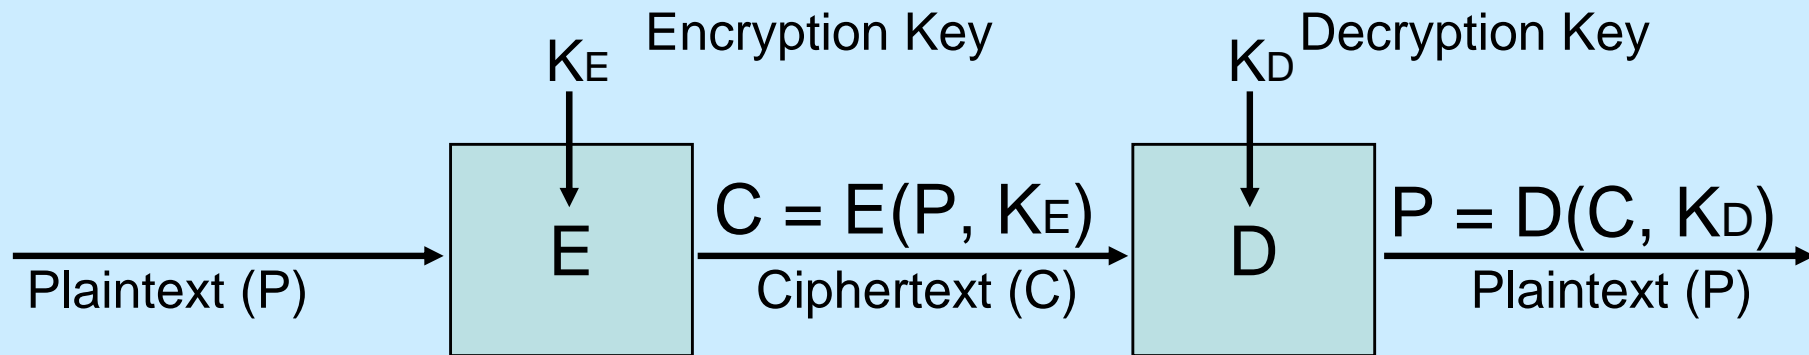 Encryption Key
KE
Decryption Key
KD
C = E(P, KE)
P = D(C, KD)
E
D
Plaintext (P)
Ciphertext (C)
Plaintext (P)